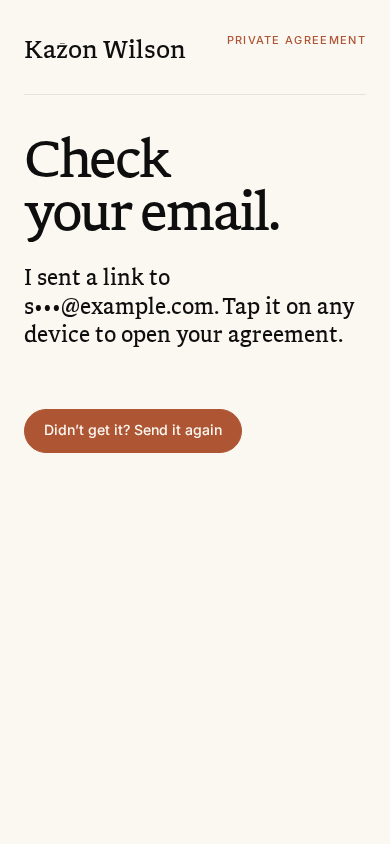 Każon Wilson
PRIVATE AGREEMENT
Check
your email.
I sent a link to
s•••@example.com. Tap it on any
device to open your agreement.
Didn’t get it? Send it again